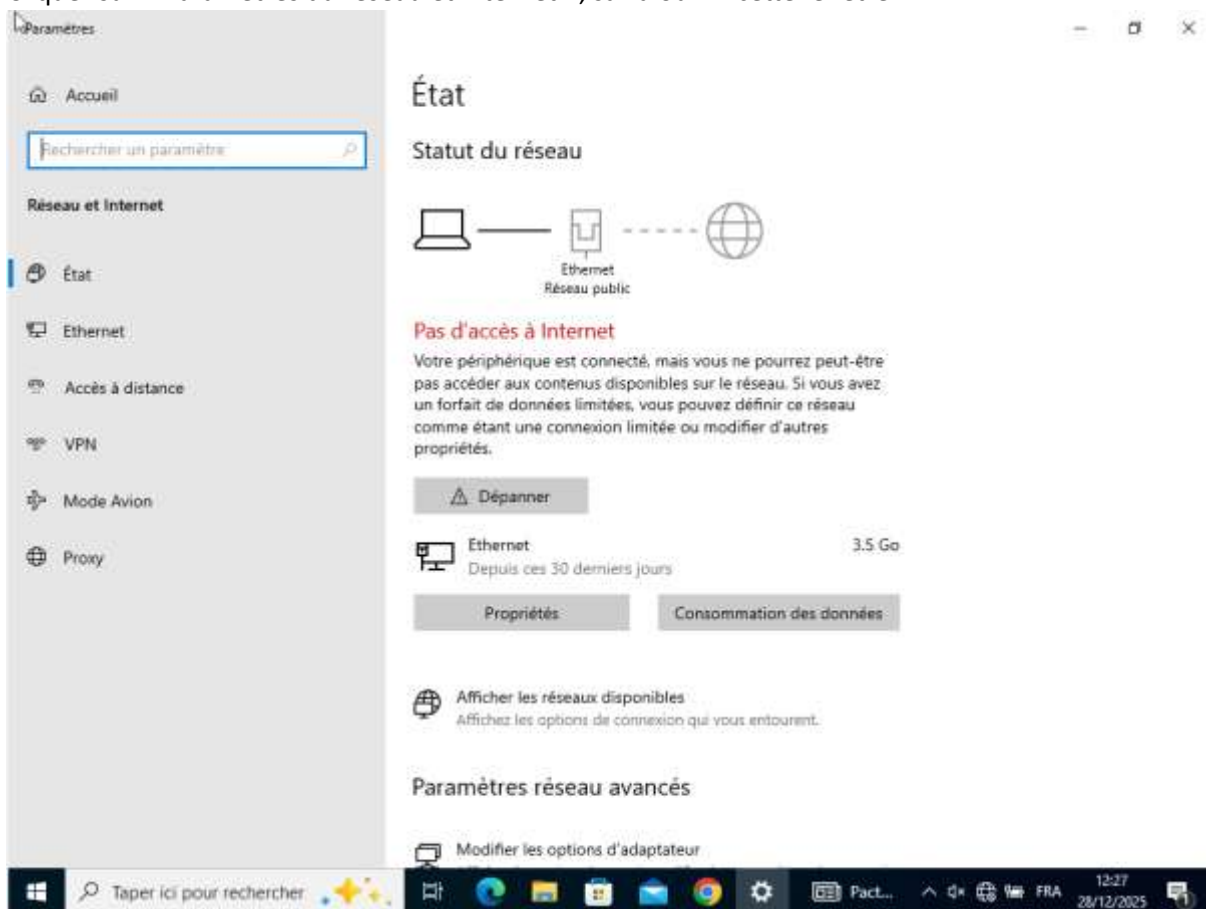 Paramètres
Accueil
Rechercher un paramètre
Réseau et Internet
État
Ethernet
Accès à distance
VPN
Mode Avion
Proxy
État
Statut du réseau
Ethernet
Réseau public
Pas d'accès à Internet
Votre périphérique est connecté, mais vous ne pourrez peut-être
pas accéder aux contenus disponibles sur le réseau. Si vous avez
un forfait de données limitées, vous pouvez définir ce réseau
comme étant une connexion limitée ou modifier d'autres
propriétés.
Dépanner
Ethernet
3.5 Go
Depuis ces 30 derniers jours
Propriétés
Consommation des données
Afficher les réseaux disponibles
Affichez les options de connexion qui vous entourent.
Paramètres réseau avancés
Modifier les options d'adaptateur
Taper ici pour rechercher
Pact...
FRA
12:27
28/12/2025